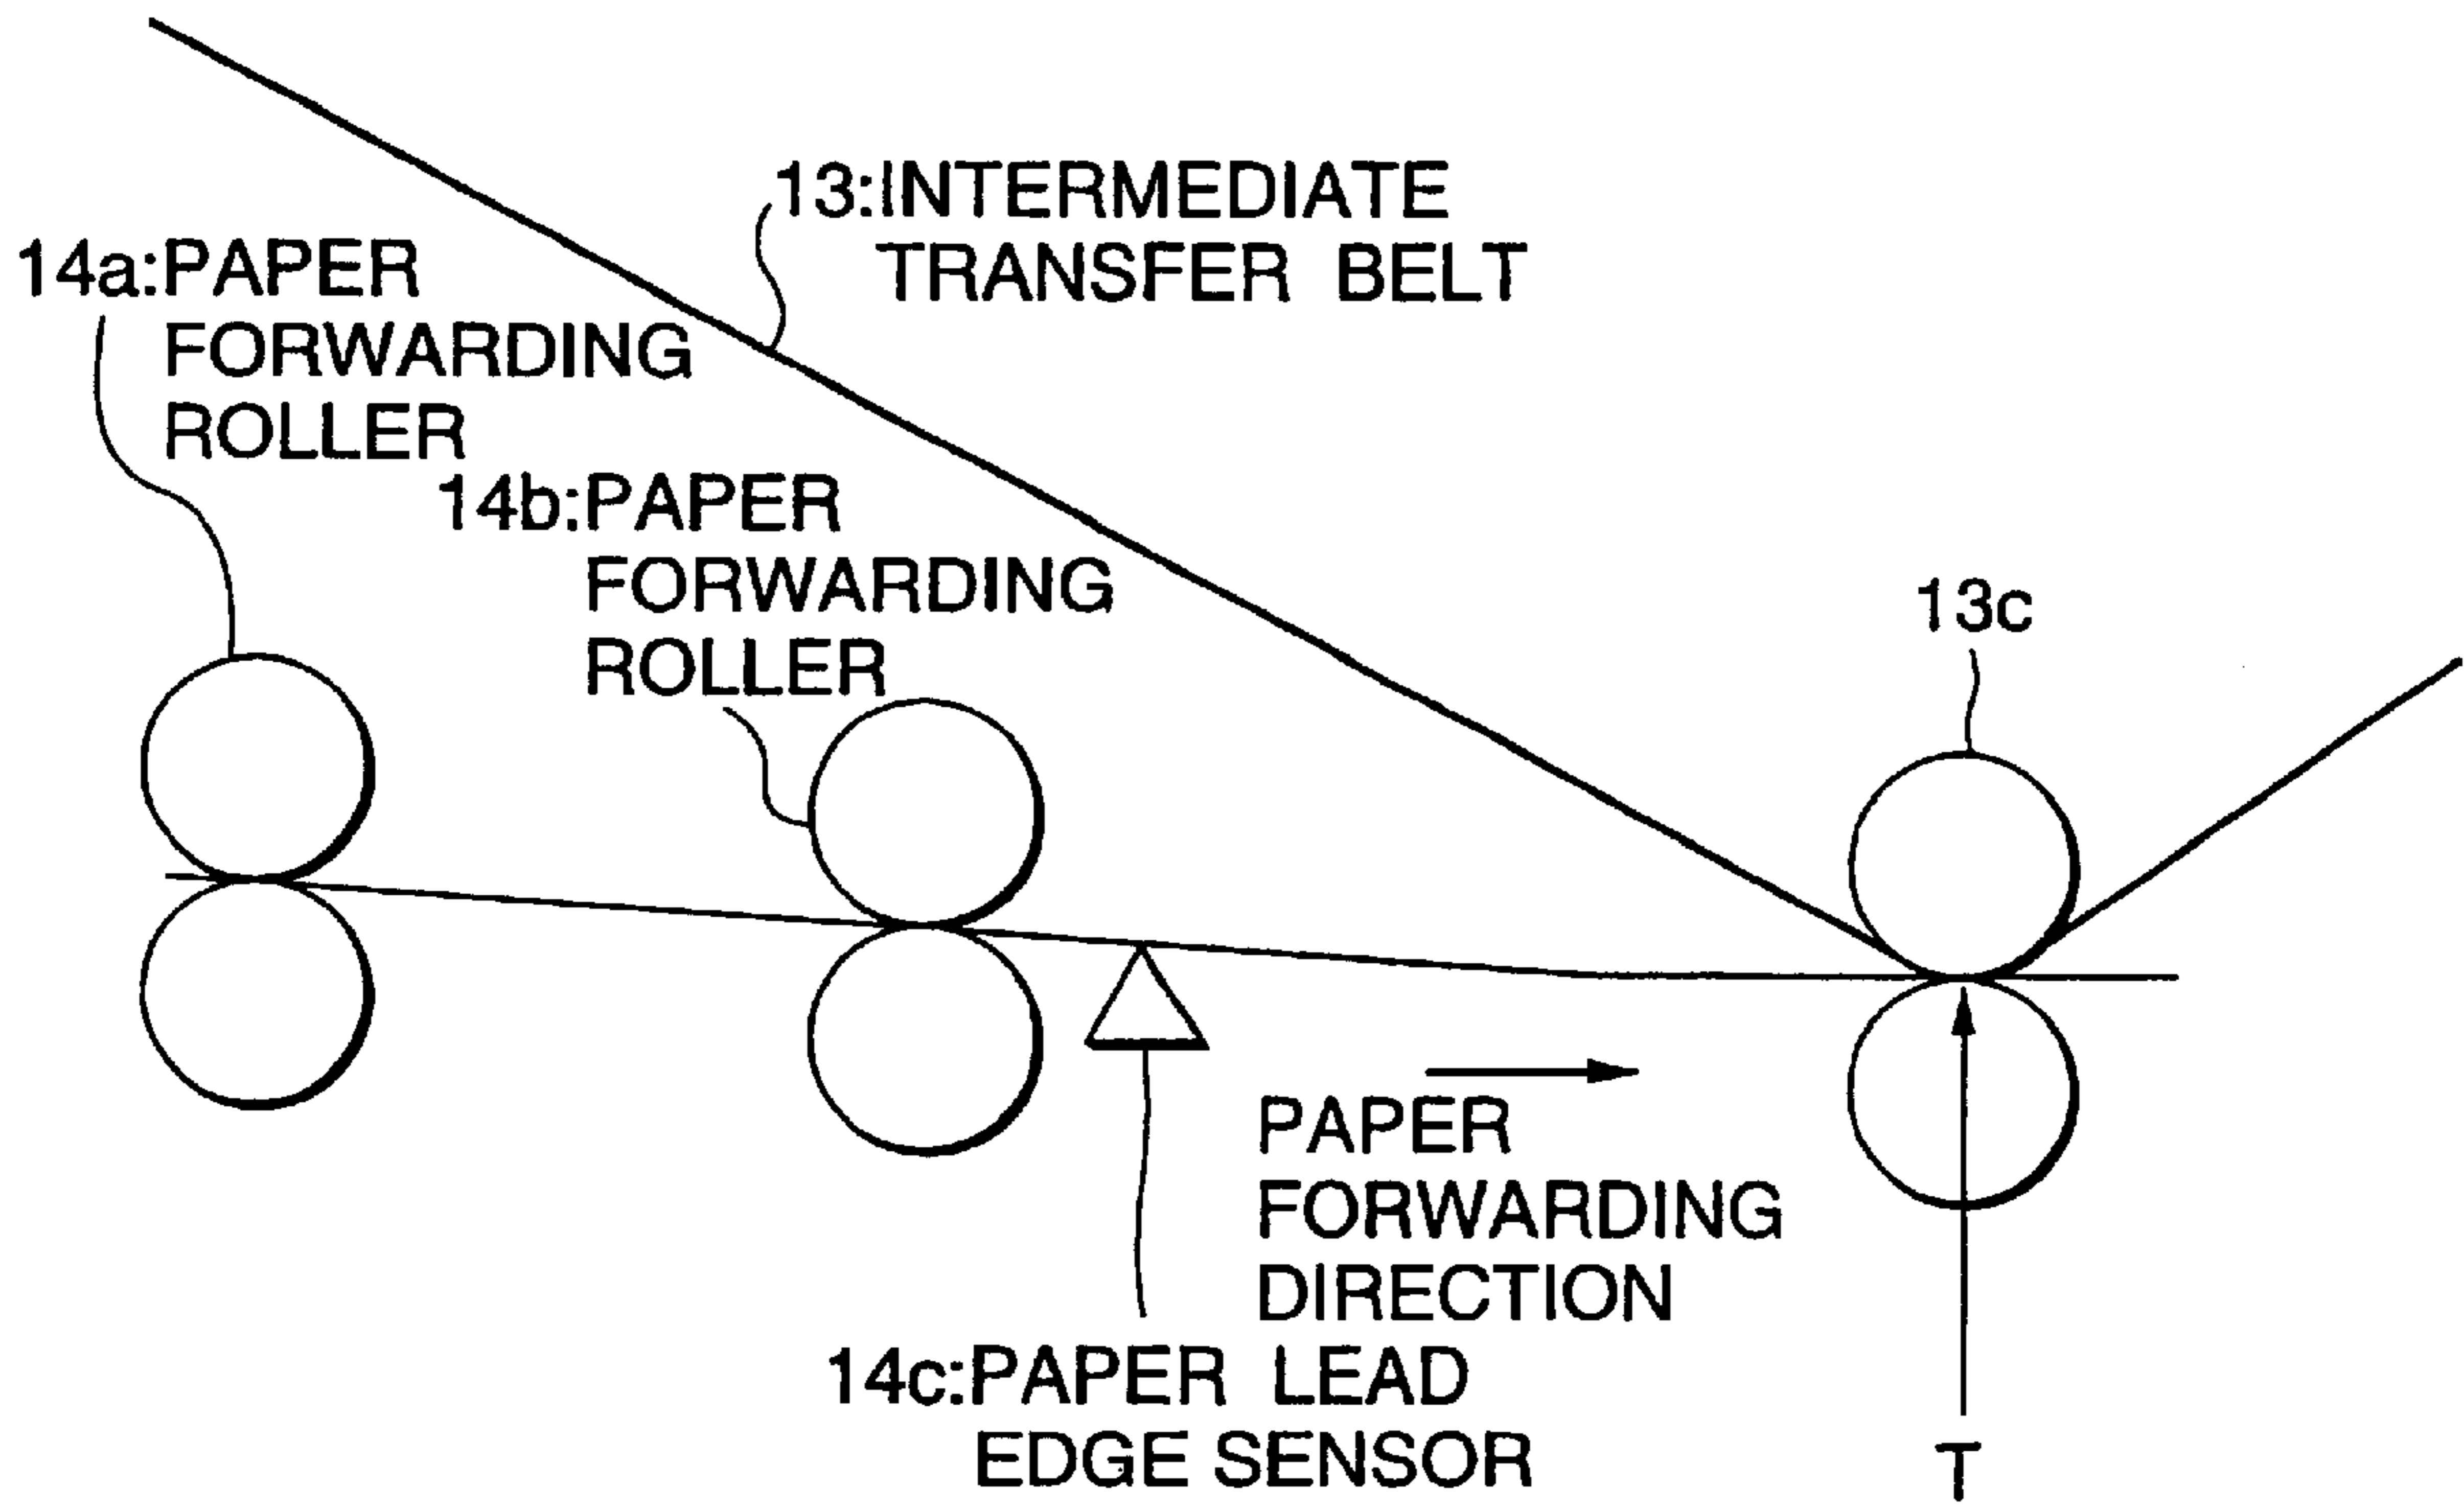 13:INTERMEDIATE
TRANSFER BELT
14a:PAPER
FORWARDING
ROLLER
14b:PAPER
FORWARDING
ROLLER
13c
PAPER
FORWARDING
DIRECTION
14c:PAPER LEAD
EDGE SENSOR
T